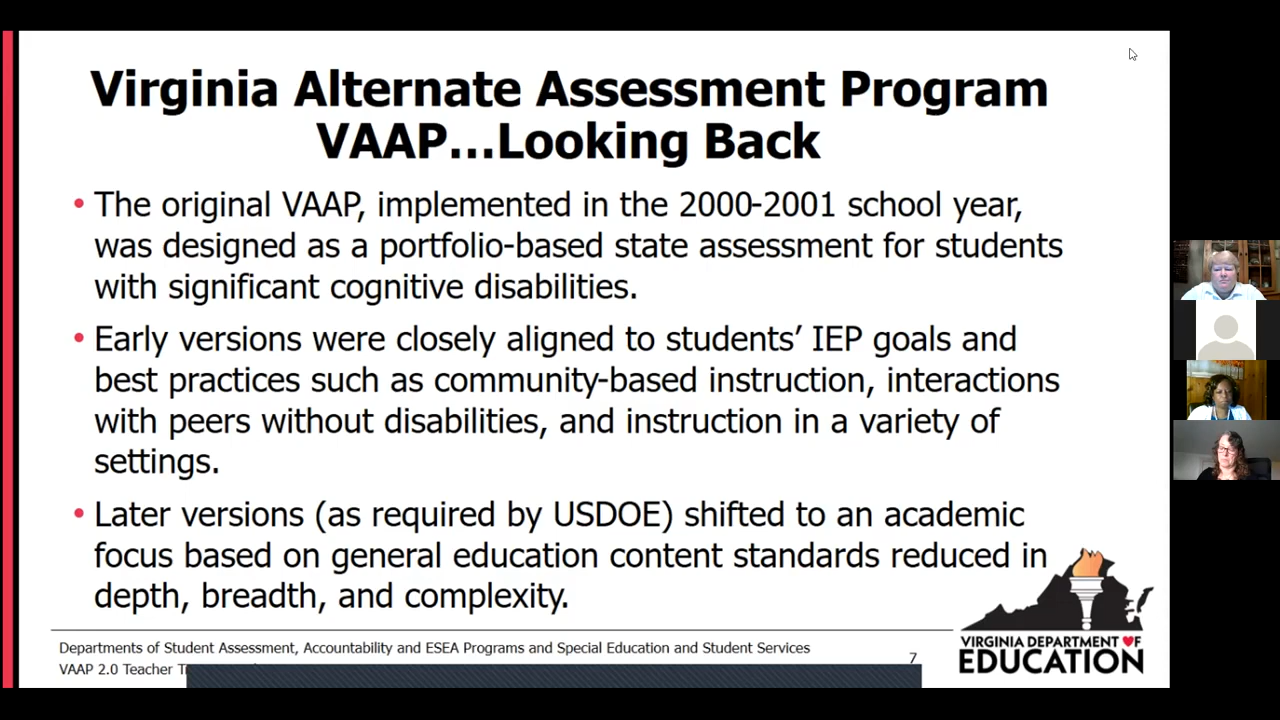 Virginia Alternate Assessment Program
VAAP…Looking Back
• The original VAAP, implemented in the 2000-2001 school year,
was designed as a portfolio-based state assessment for students
with significant cognitive disabilities.
• Early versions were closely aligned to students’ IEP goals and
best practices such as community-based instruction, interactions
with peers without disabilities, and instruction in a variety of
settings.
• Later versions (as required by USDOE) shifted to an academic
focus based on general education content standards reduced in
depth, breadth, and complexity.
Departments of Student Assessment, Accountability and ESEA Programs and Special Education and Student Services
VAAP 2.0 Teacher
7
VIRGINIA DEPARTMENT OF
EDUCATION